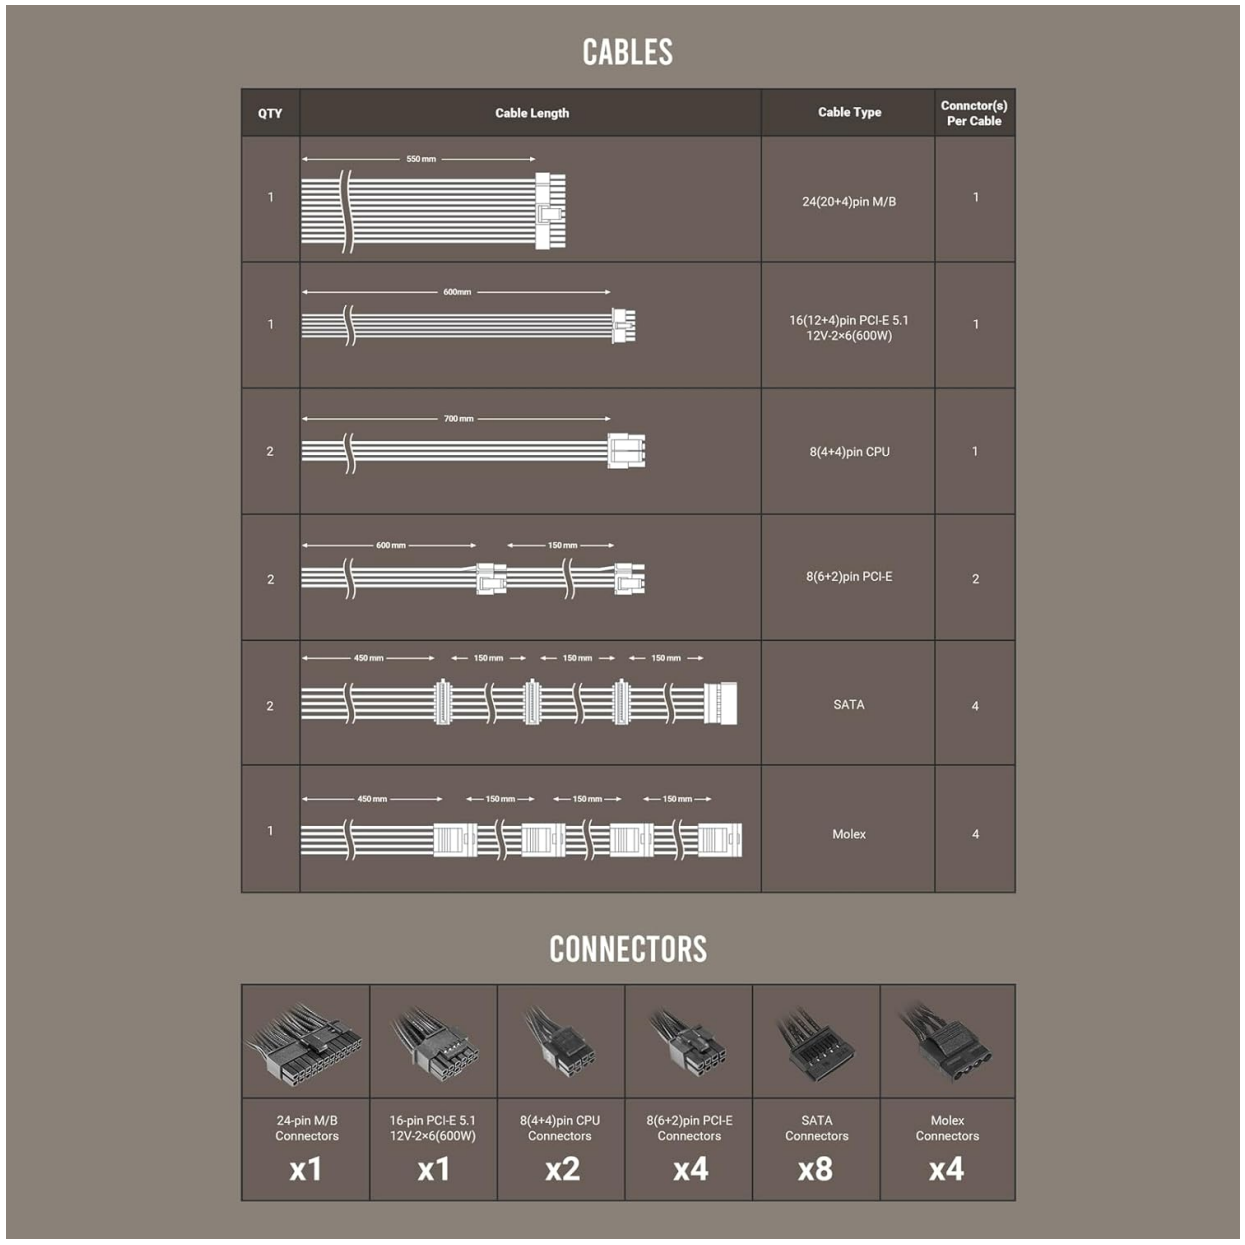 CABLES
QTY
Cable Length
Cable Type
Connctor(s)
Per Cable
1
550 mm
24(20+4)pin M/B
1
1
600mm
16(12+4)pin PCI-E 5.1
12V-2×6(600W)
1
2
700 mm
8(4+4)pin CPU
1
2
600 mm
150 mm
8(6+2)pin PCI-E
2
2
450 mm
150 mm
150 mm
150 mm
SATA
4
1
450 mm
150 mm
150 mm
150 mm
Molex
4
CONNECTORS
24-pin M/B
Connectors
x1
16-pin PCI-E 5.1
12V-2×6(600W)
x1
8(4+4)pin CPU
Connectors
x2
8(6+2)pin PCI-E
Connectors
x4
SATA
Connectors
x8
Molex
Connectors
x4